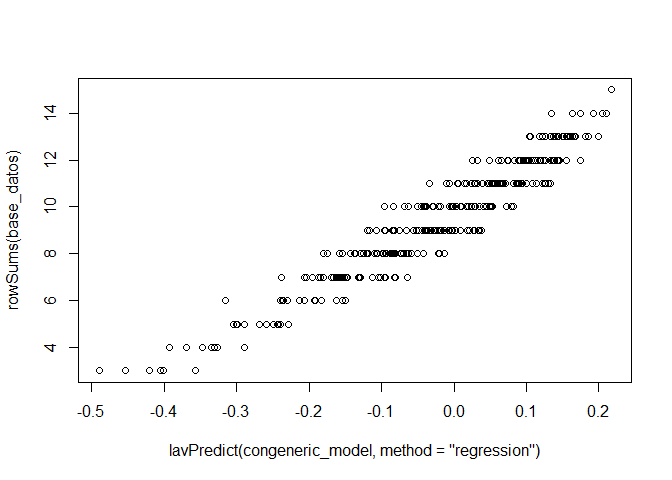 rowSums(base_datos)
14
12
10
8
6
4
-0.5 -0.4 -0.3 -0.2 -0.1 0.0 0.1 0.2
lavPredict(congeneric_model, method = "regression")